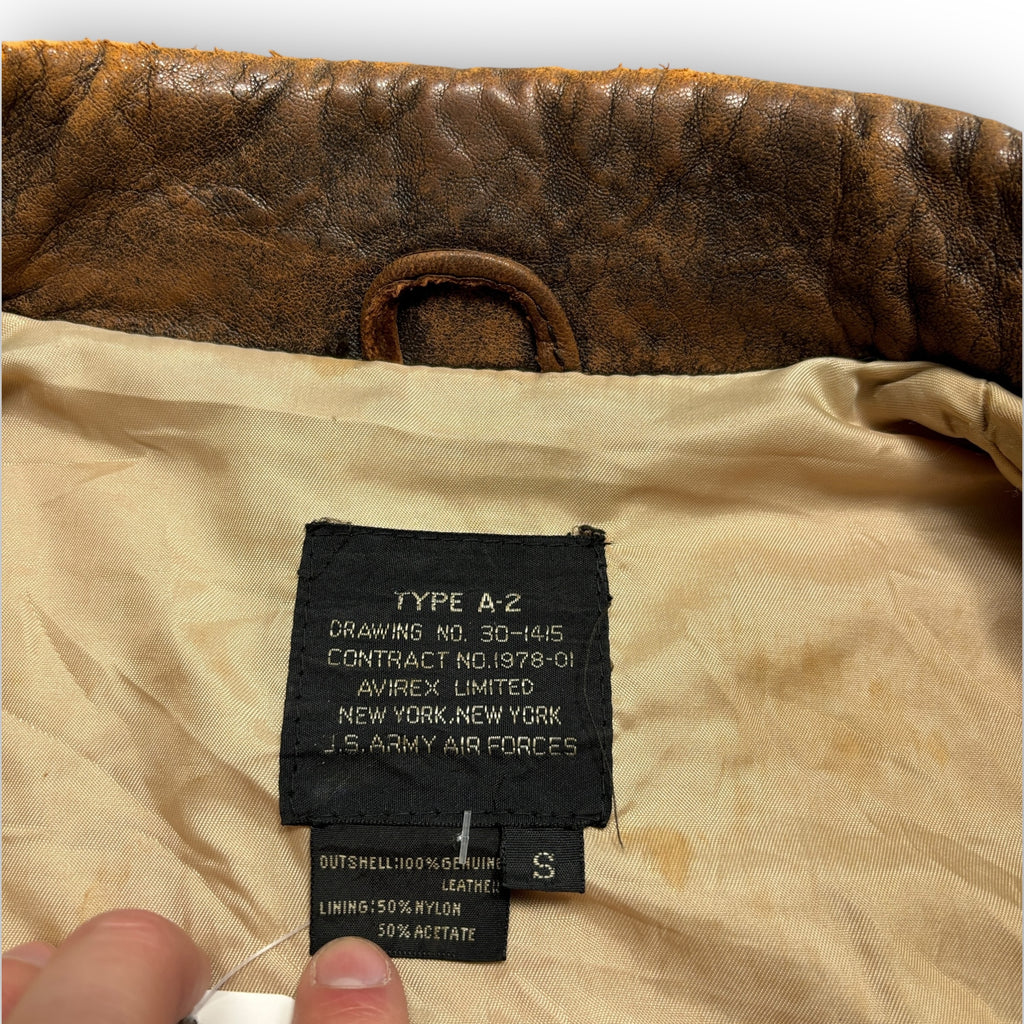 TYPE A-2
DRAWING NO. 30-1415
CONTRACT NO.1978-01
AVIREX LIMITED
NEW YORK.NEW YORK
U.S. ARMY AIR FORCES
OUTSHELL:100%GENUINE
LEATHER
S
LINING:50%NYLON
50%ACETATE